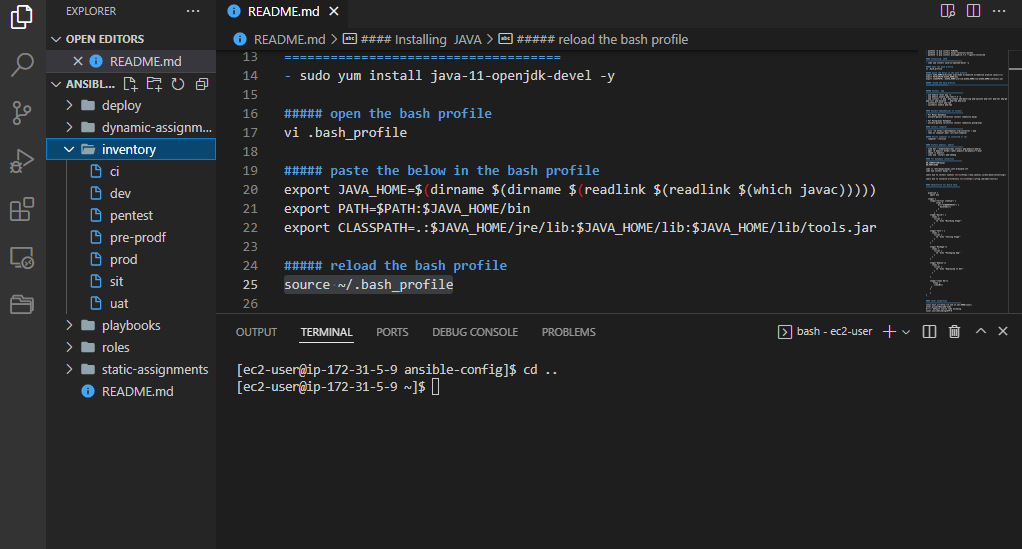 EXPLORER
OPEN EDITORS
README.md
ANSIBL...
deploy
dynamic-assignm...
inventory
ci
dev
pentest
pre-prodf
prod
sit
uat
playbooks
roles
static-assignments
README.md
README.md
README.md > #### Installing JAVA > ##### reload the bash profile
13 ==================================
14 - sudo yum install java-11-openjdk-devel -y
15
16 ##### open the bash profile
17 vi .bash_profile
18
19 ##### paste the below in the bash profile
20 export JAVA_HOME=$(dirname $(dirname $(readlink $(readlink $(which javac)))))
21 export PATH=$PATH:$JAVA_HOME/bin
22 export CLASSPATH=.:$JAVA_HOME/jre/lib:$JAVA_HOME/lib:$JAVA_HOME/lib/tools.jar
23
24 ##### reload the bash profile
25 source ~/.bash_profile
26
OUTPUT TERMINAL PORTS DEBUG CONSOLE PROBLEMS
bash - ec2-user
[ec2-user@ip-172-31-5-9 ansible-config]$ cd ..
[ec2-user@ip-172-31-5-9 ~]$